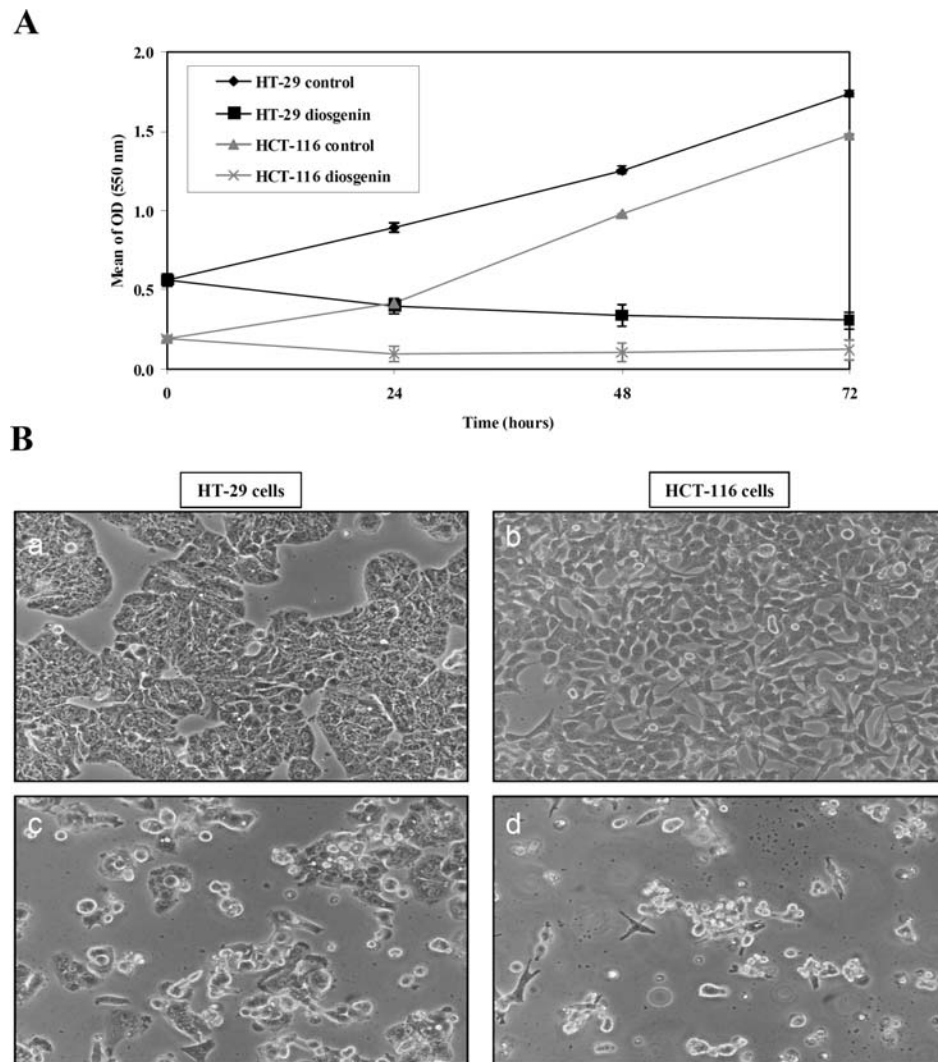 A
2.0
1.5
1.0
0.5
0.0
Mean of OD (550 nm)
HT-29 control
HT-29 diosgenin
HCT-116 control
HCT-116 diosgenin
0 24 48 72
Time (hours)
B
HT-29 cells HCT-116 cells
a b
c d